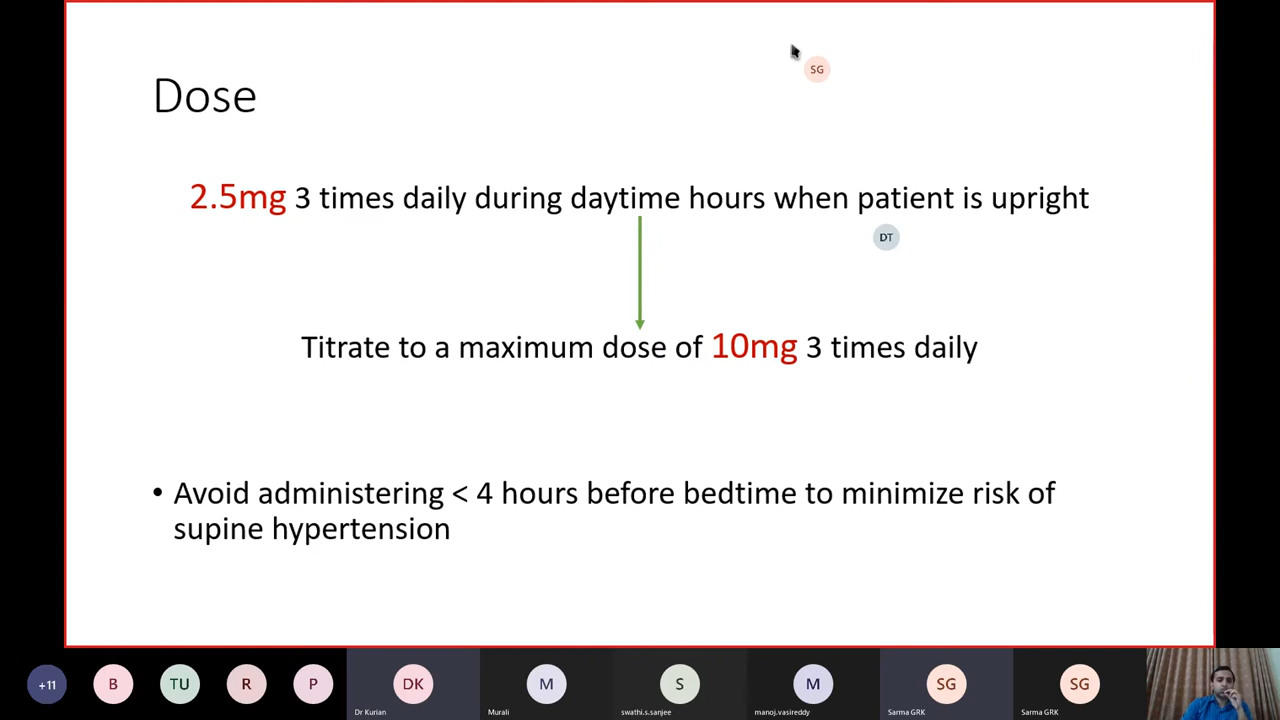 SG
Dose
2.5mg 3 times daily during daytime hours when patient is upright
DT
Titrate to a maximum dose of 10mg 3 times daily
• Avoid administering < 4 hours before bedtime to minimize risk of
supine hypertension
+11 B TU R P DK M S M SG SG
Dr Kurian Murali swathi.s.sanjee manoj.vasireddy Sarma GRK Sarma GRK